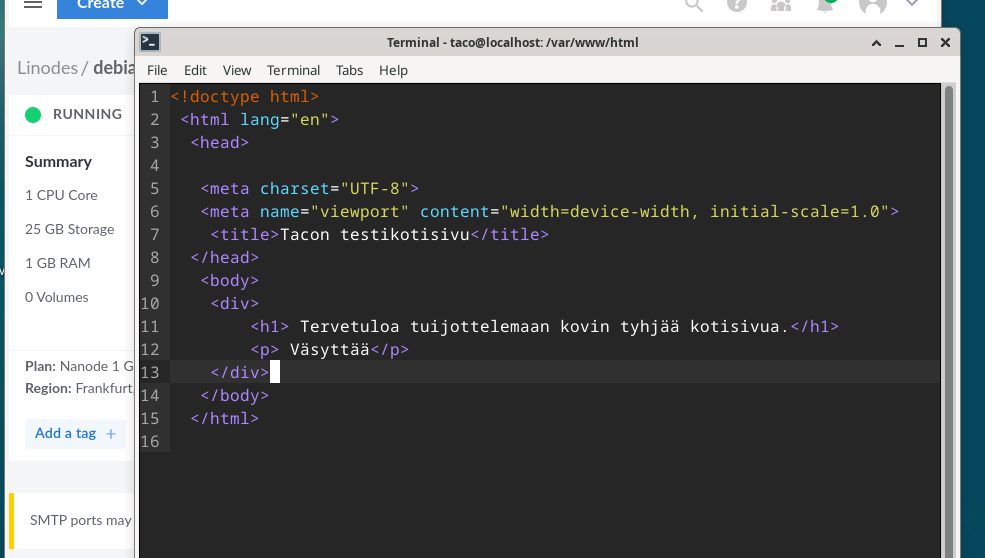 Create
Linodes / debia
RUNNING
Summary
1 CPU Core
25 GB Storage
1 GB RAM
0 Volumes
Plan: Nanode 1 G
Region: Frankfurt,
Add a tag +
SMTP ports may
Terminal - taco@localhost: /var/www/html
File Edit View Terminal Tabs Help
1 <!doctype html>
2 <html lang="en">
3 <head>
4
5 <meta charset="UTF-8">
6 <meta name="viewport" content="width=device-width, initial-scale=1.0">
7 <title>Tacon testikotisivu</title>
8 </head>
9 <body>
10 <div>
11 <h1> Tervetuloa tuijottelemaan kovin tyhjää kotisivua.</h1>
12 <p> Väsyttää</p>
13 </div>
14 </body>
15 </html>
16